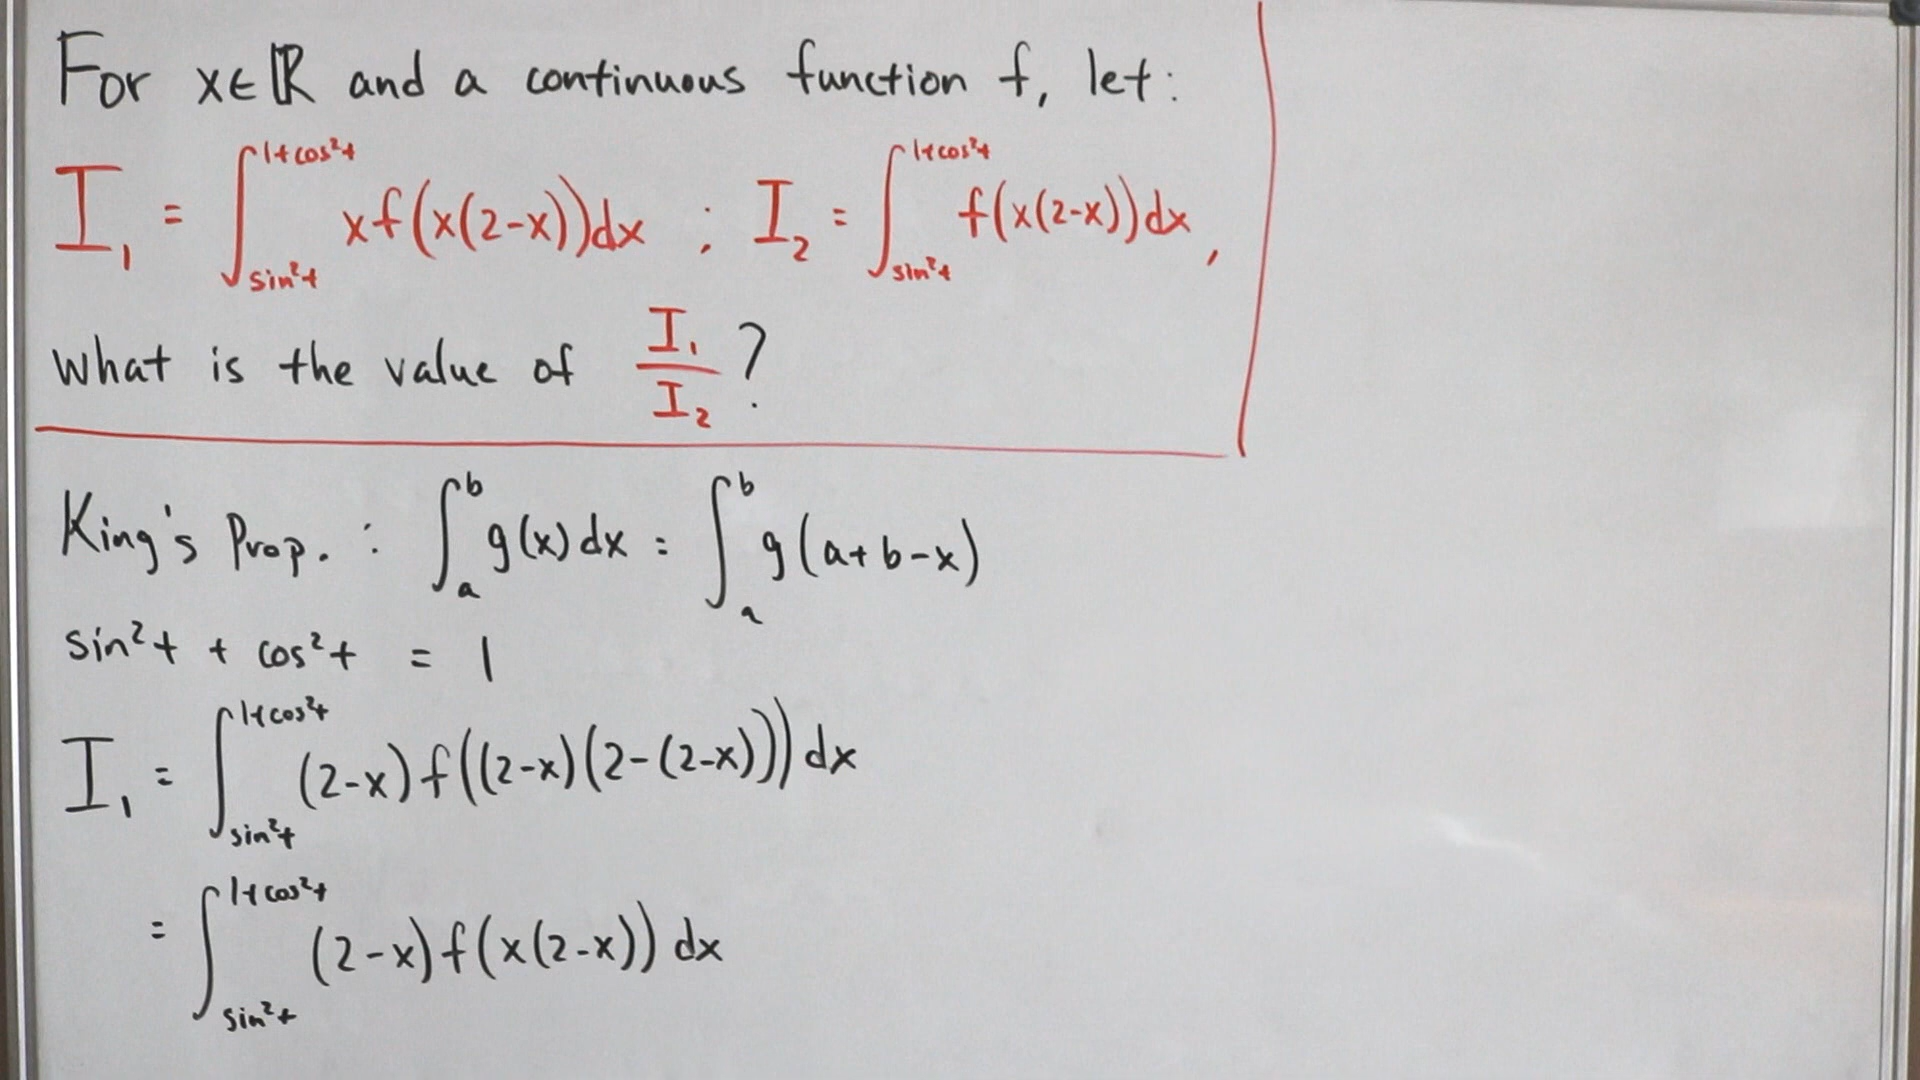 For x∈ℝ and a continuous function f, let:
I₁ = ∫_{sin²t}^{1+cos²t} xf(x(2-x))dx ; I₂ = ∫_{sin²t}^{1+cos²t} f(x(2-x))dx,
what is the value of I₁/I₂ ?
King's Prop. : ∫_a^b g(x)dx = ∫_a^b g(a+b-x)
sin²t + cos²t = 1
I₁ = ∫_{sin²t}^{1+cos²t} (2-x)f((2-x)(2-(2-x)))dx
= ∫_{sin²t}^{1+cos²t} (2-x)f(x(2-x))dx